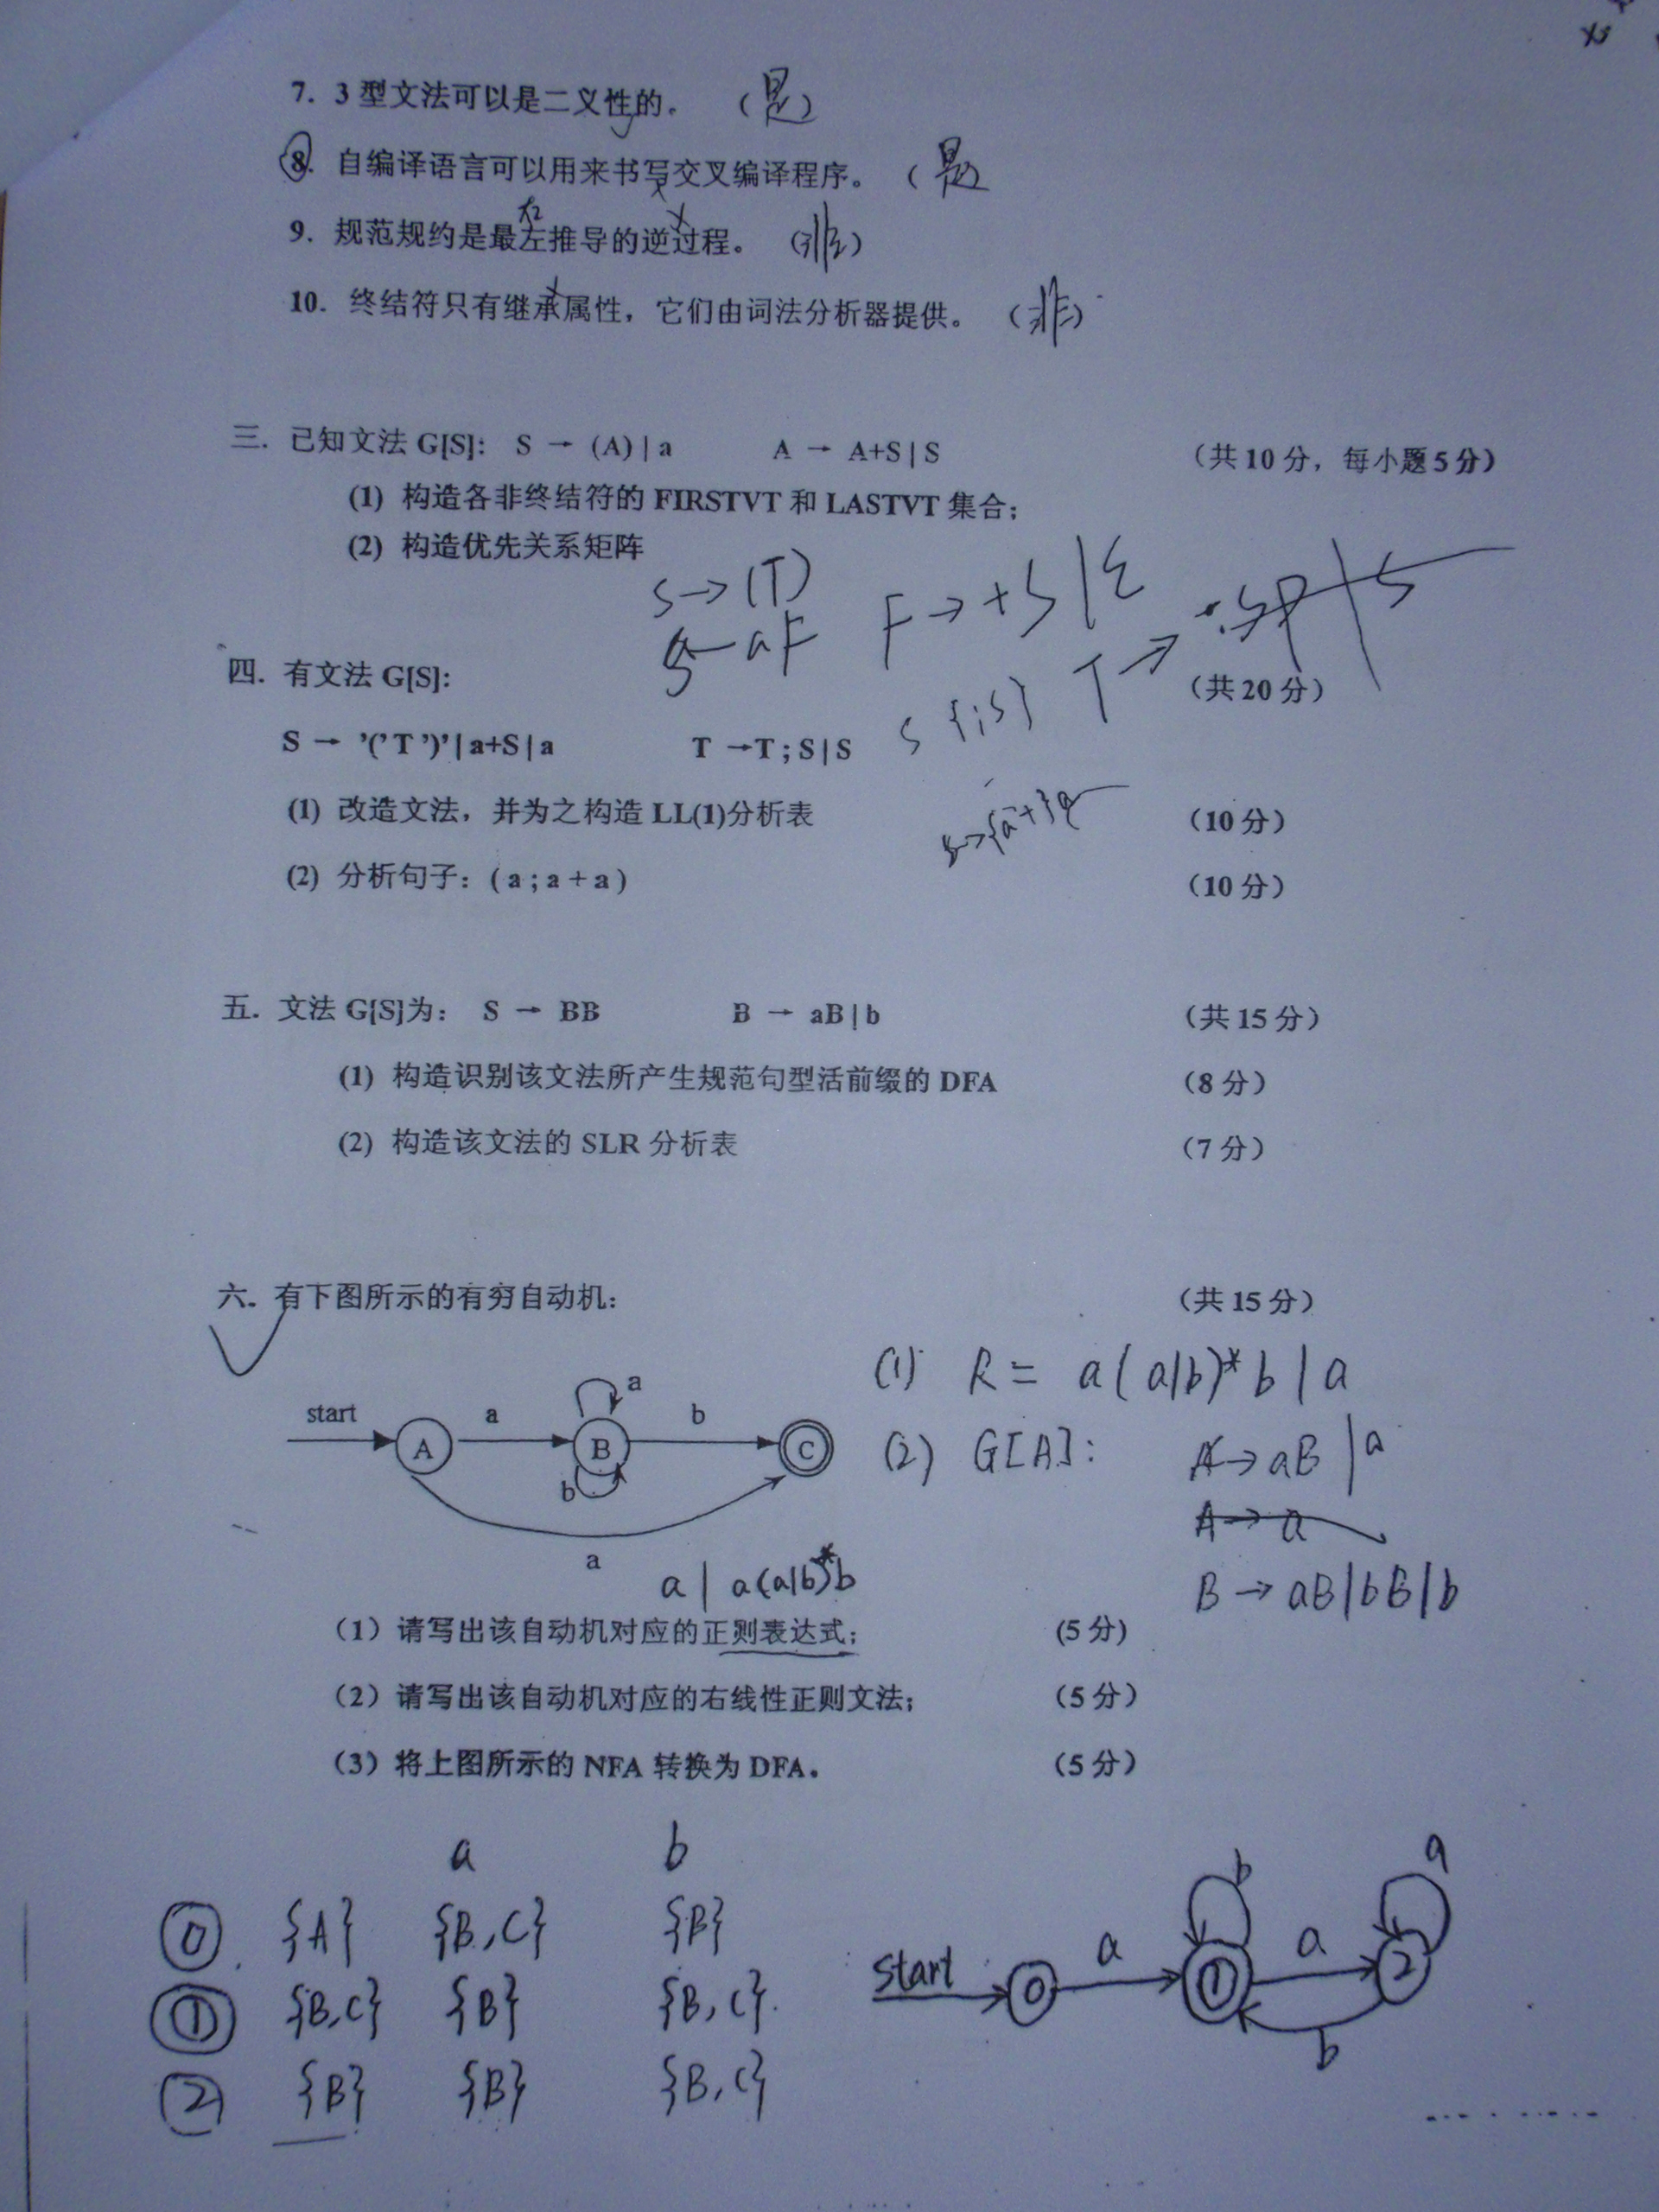 7. 3 型文法可以是二义性的。 (是)
8. 自编译语言可以用来书写交叉编译程序。 (是
右
9. 规范规约是最左推导的逆过程。 (非)
10. 终结符只有继承属性，它们由词法分析器提供。 (非)
三. 已知文法 G[S]: S → (A) | a A → A+S | S (共 10 分，每小题 5 分)
(1) 构造各非终结符的 FIRSTVT 和 LASTVT 集合；
(2) 构造优先关系矩阵
S→(T)
S→aF F→+S|ε T→
四. 有文法 G[S]: (共 20 分)
S {;S}
S → '(' T ')' | a+S | a T →T ; S | S
(1) 改造文法，并为之构造 LL(1)分析表 (10 分)
S→{a+}a
(2) 分析句子：( a ; a + a ) (10 分)
五. 文法 G[S]为： S → BB B → aB | b (共 15 分)
(1) 构造识别该文法所产生规范句型活前缀的 DFA (8 分)
(2) 构造该文法的 SLR 分析表 (7 分)
六. 有下图所示的有穷自动机： (共 15 分)
(1) R = a(a|b)*b|a
start a a b
A B C
b
(2) G[A]: A→aB|a
A→a
a
B→aB|bB|b
a | a(a|b)*b
（1）请写出该自动机对应的正则表达式； (5 分)
（2）请写出该自动机对应的右线性正则文法； (5 分)
（3）将上图所示的 NFA 转换为 DFA。 (5 分)
a b
0 {A} {B,C} {B}
1 {B,C} {B} {B,C}
2 {B} {B} {B,C}
b a
start 0 a 1 a 2
b